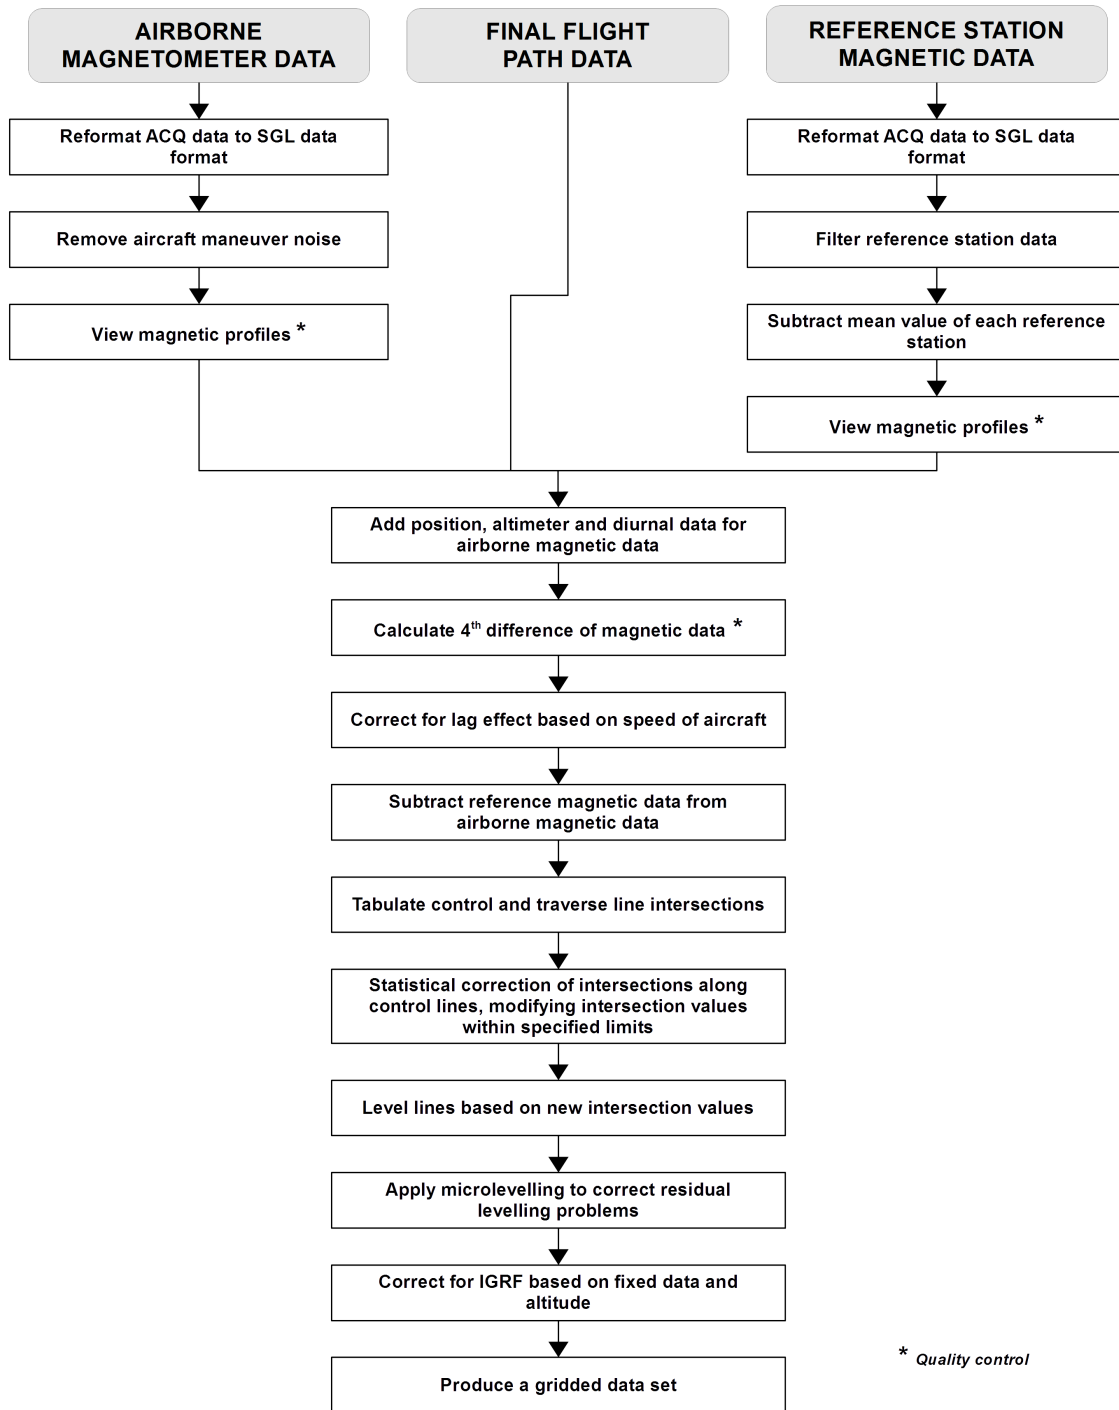 AIRBORNE
MAGNETOMETER DATA
FINAL FLIGHT
PATH DATA
REFERENCE STATION
MAGNETIC DATA
Reformat ACQ data to SGL data
format
Remove aircraft maneuver noise
View magnetic profiles *
Reformat ACQ data to SGL data
format
Filter reference station data
Subtract mean value of each reference
station
View magnetic profiles *
Add position, altimeter and diurnal data for
airborne magnetic data
Calculate 4th difference of magnetic data *
Correct for lag effect based on speed of aircraft
Subtract reference magnetic data from
airborne magnetic data
Tabulate control and traverse line intersections
Statistical correction of intersections along
control lines, modifying intersection values
within specified limits
Level lines based on new intersection values
Apply microlevelling to correct residual
levelling problems
Correct for IGRF based on fixed data and
altitude
Produce a gridded data set
* Quality control